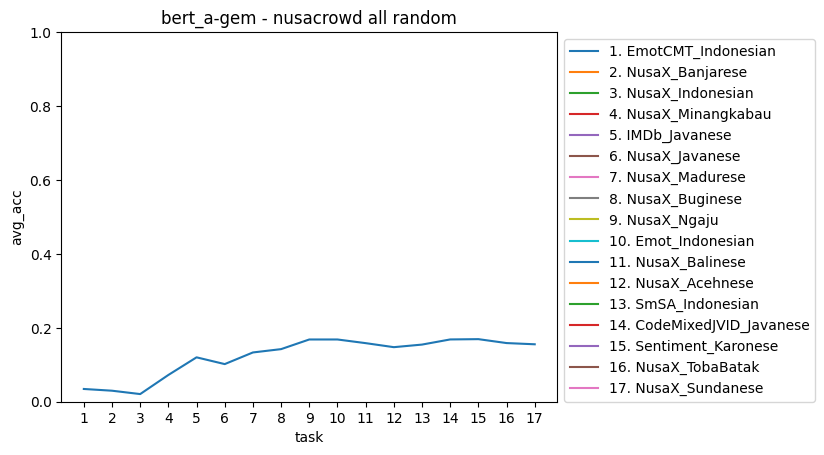 bert_a-gem - nusacrowd all random
1.0
0.8
0.6
0.4
0.2
0.0
avg_acc
1 2 3 4 5 6 7 8 9 10 11 12 13 14 15 16 17
task
1. EmotCMT_Indonesian
2. NusaX_Banjarese
3. NusaX_Indonesian
4. NusaX_Minangkabau
5. IMDb_Javanese
6. NusaX_Javanese
7. NusaX_Madurese
8. NusaX_Buginese
9. NusaX_Ngaju
10. Emot_Indonesian
11. NusaX_Balinese
12. NusaX_Acehnese
13. SmSA_Indonesian
14. CodeMixedJVID_Javanese
15. Sentiment_Karonese
16. NusaX_TobaBatak
17. NusaX_Sundanese